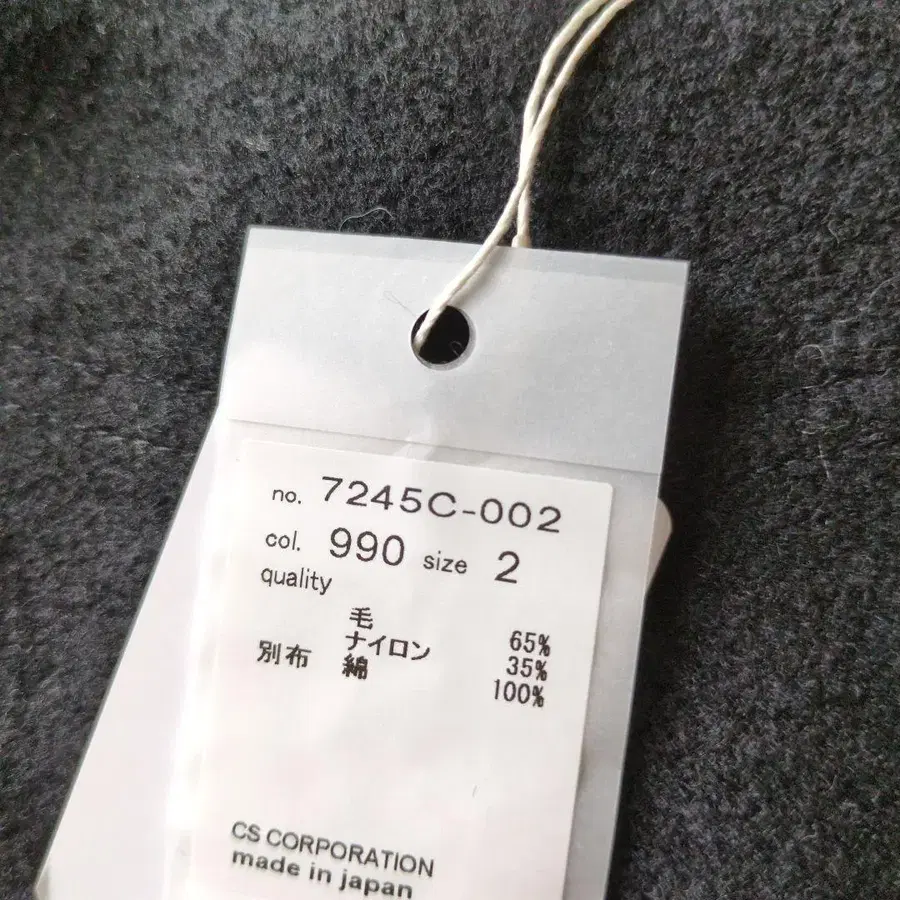 no. 7245C-002
col. 990 size 2
quality
毛 65%
ナイロン 35%
別布 綿 100%
CS CORPORATION
made in japan